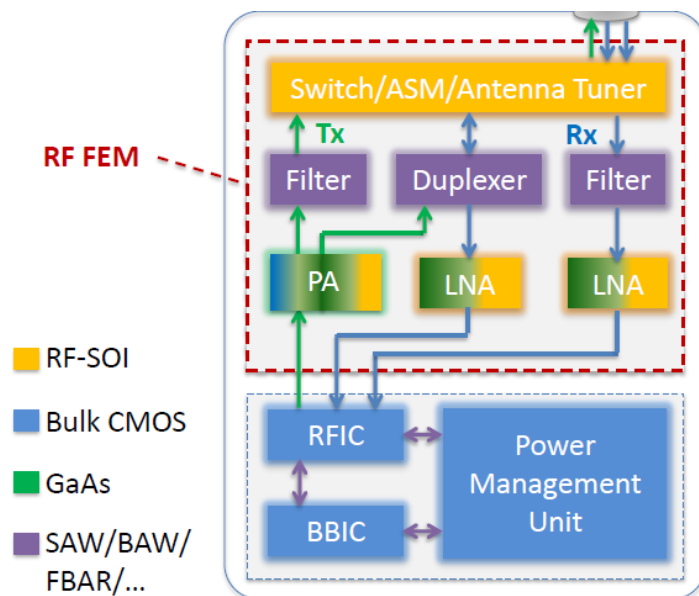 Switch/ASM/Antenna Tuner
Tx
Rx
RF FEM
Filter
Duplexer
Filter
PA
LNA
LNA
RF-SOI
Bulk CMOS
GaAs
SAW/BAW/
FBAR/...
RFIC
BBIC
Power
Management
Unit